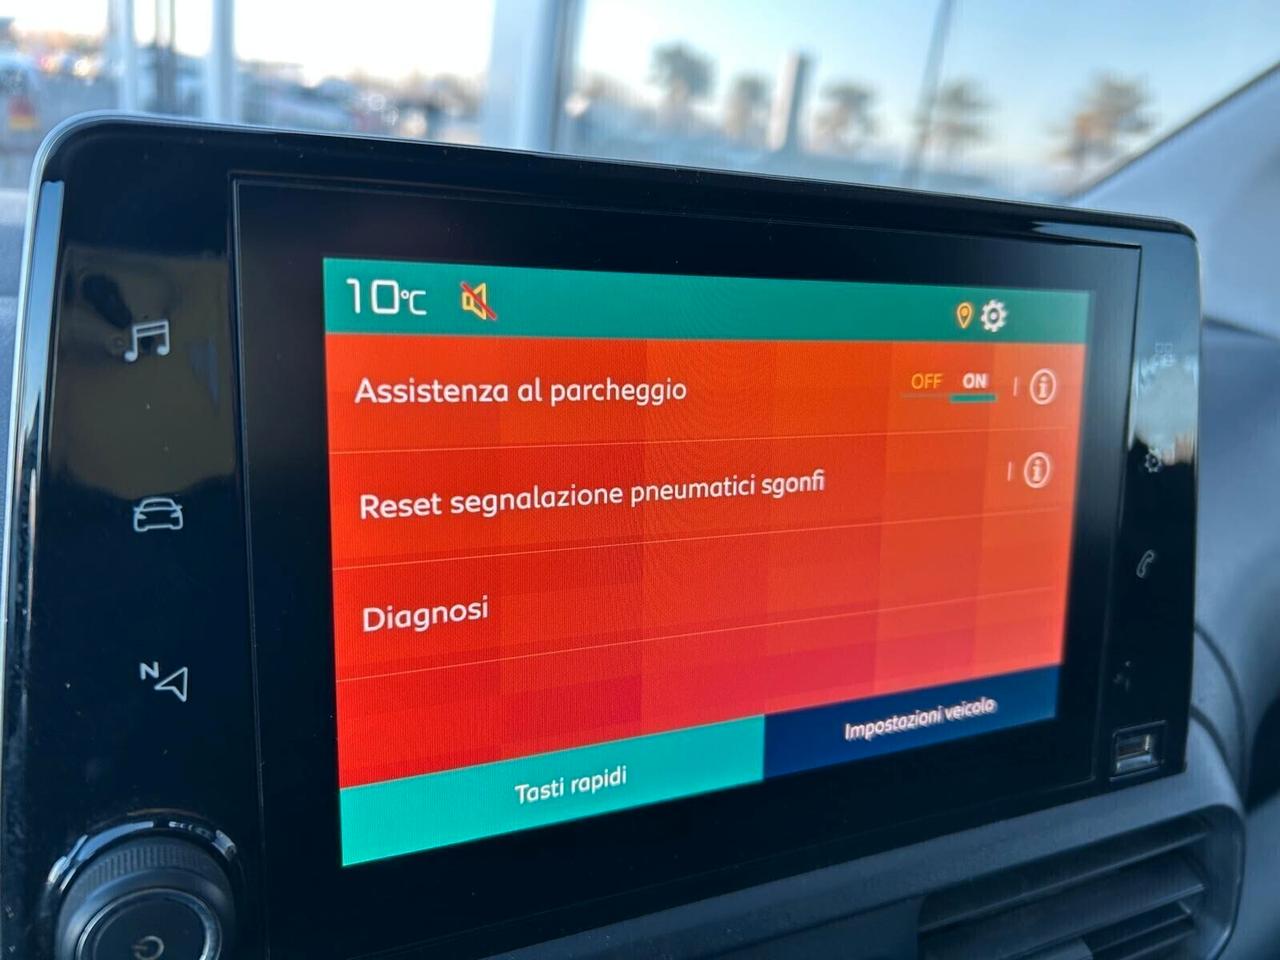 10°C
Assistenza al parcheggio OFF ON
Reset segnalazione pneumatici sgonfi
Diagnosi
Tasti rapidi
Impostazioni veicolo
N